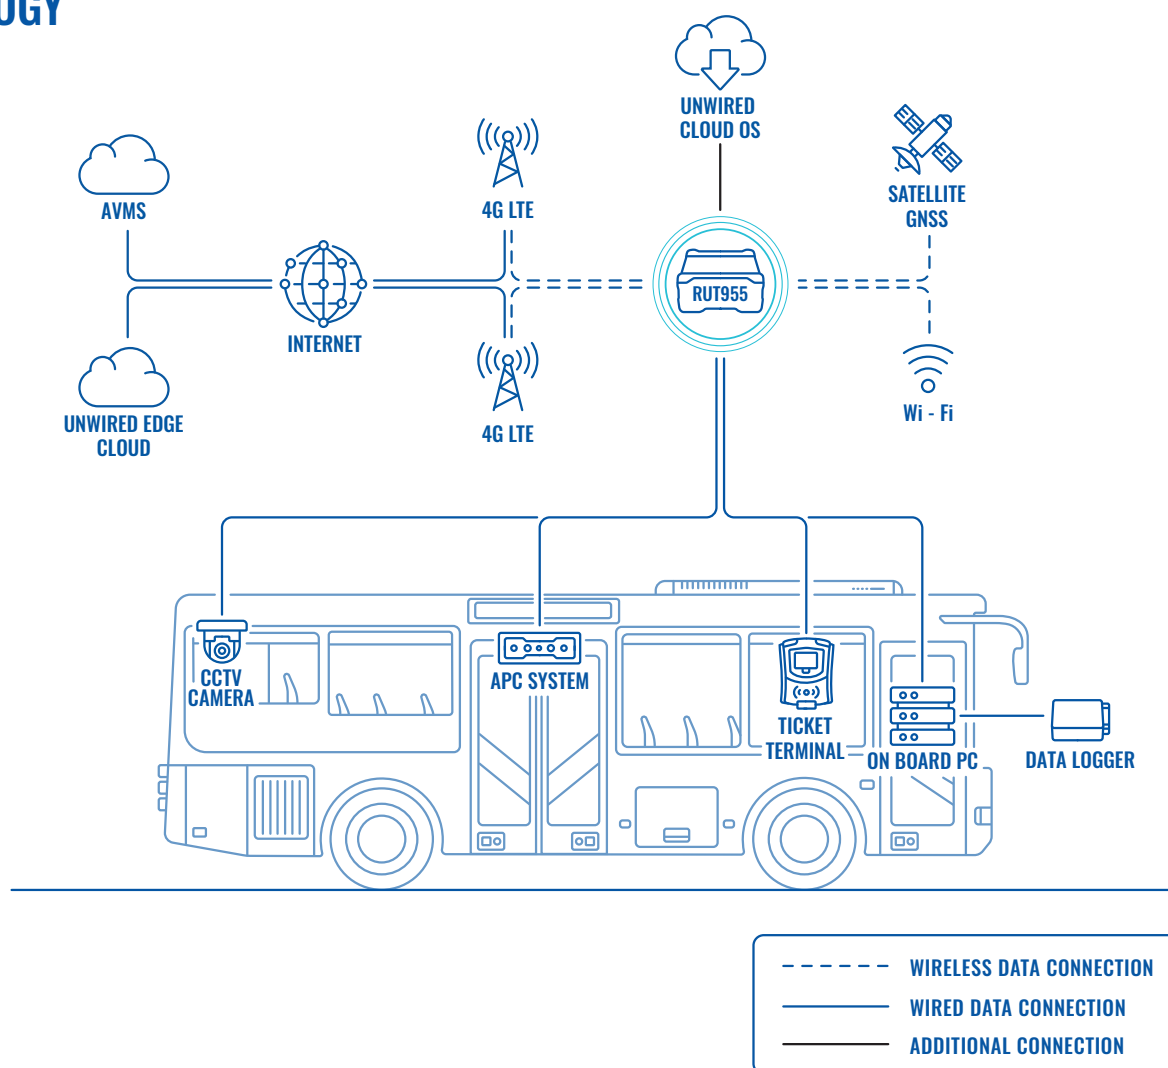 UNWIRED
CLOUD OS
AVMS
4G LTE
SATELLITE
GNSS
RUT955
INTERNET
UNWIRED EDGE
CLOUD
4G LTE
Wi - Fi
CCTV
CAMERA
APC SYSTEM
TICKET
TERMINAL
ON BOARD PC
DATA LOGGER
WIRELESS DATA CONNECTION
WIRED DATA CONNECTION
ADDITIONAL CONNECTION